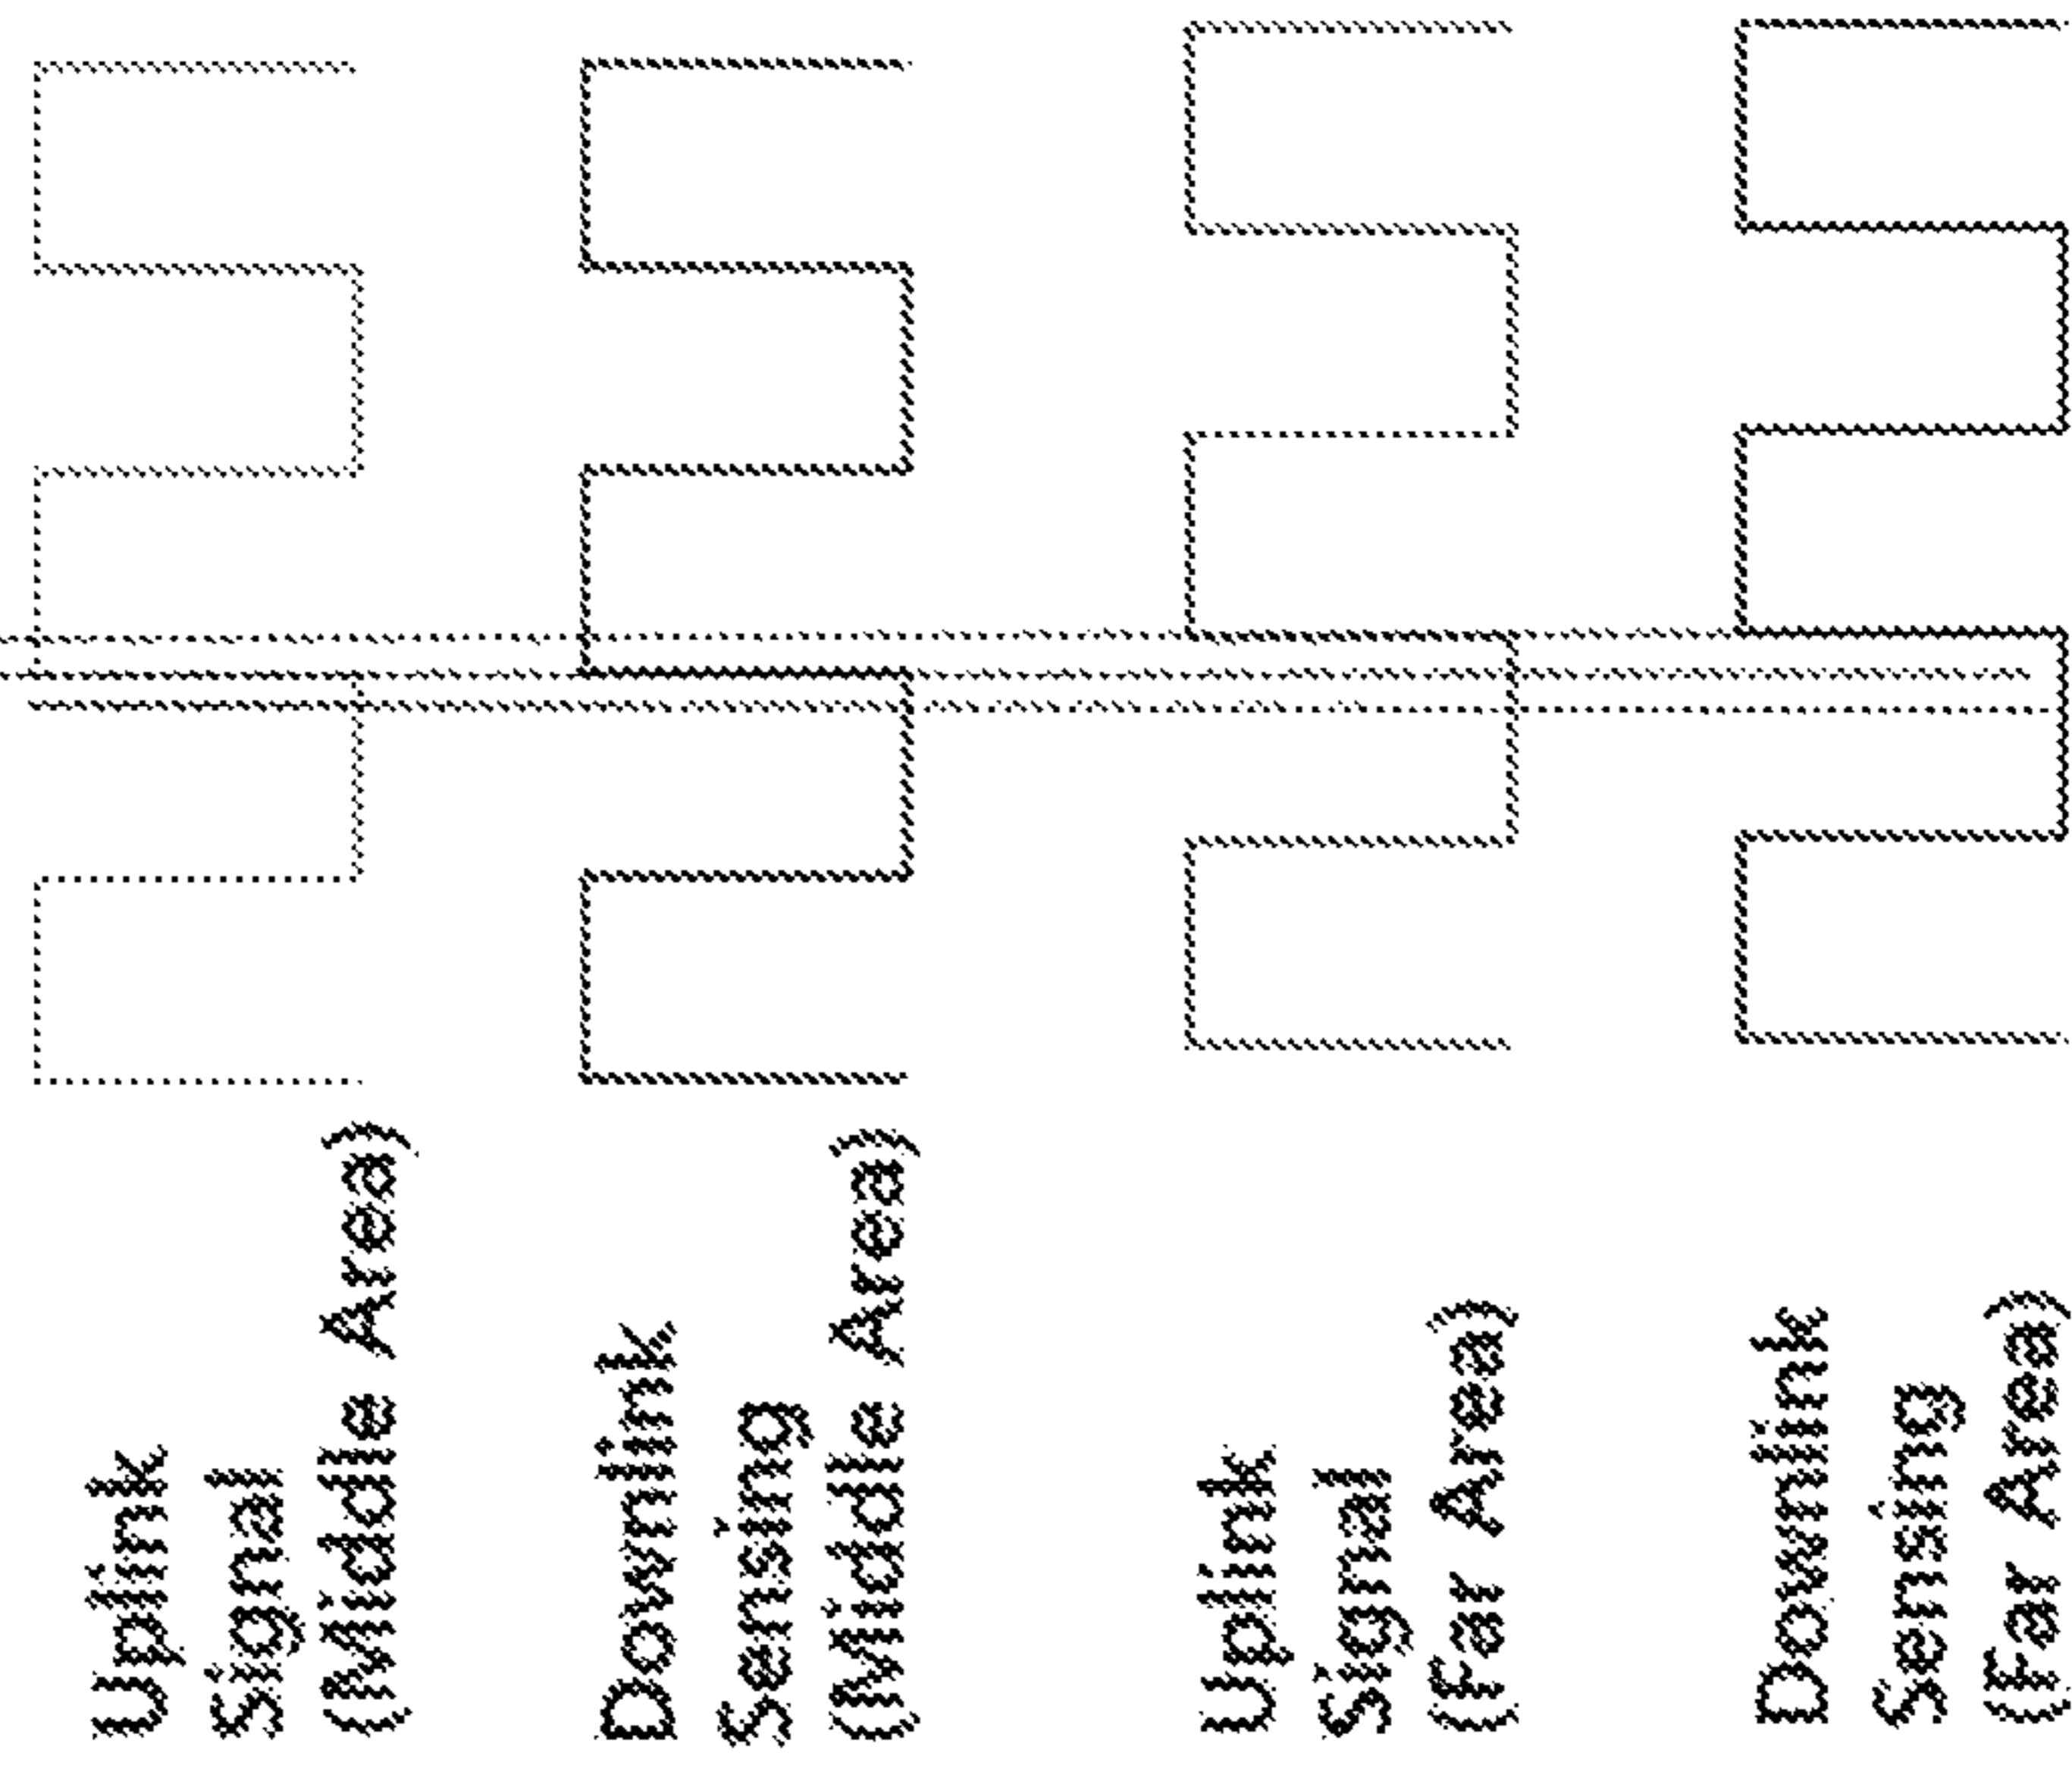 Uplink
Signal
(Middle Area)
Downlink
Sensing
(Middle Area)
Uplink
Signal
(Far Area)
Downlink
Sensing
(Far Area)